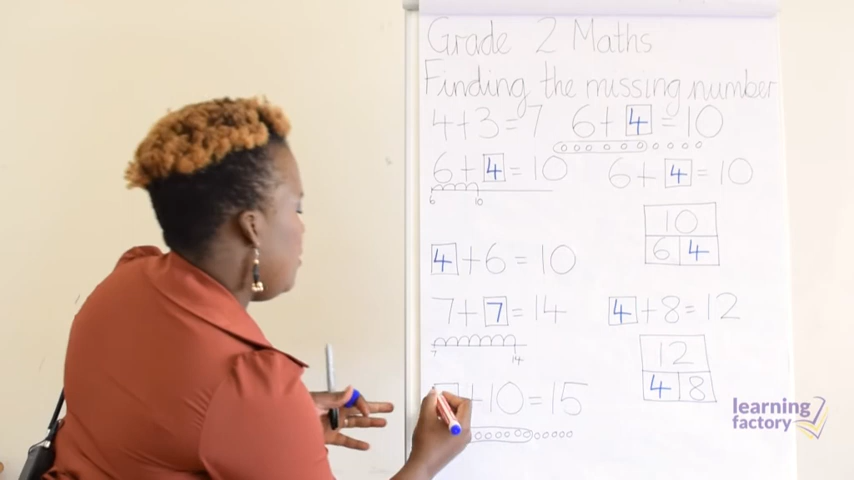 Grade 2 Maths
Finding the missing number
4+3=7 6+4=10
6+4=10 6+4=10
6 10
10
6 4
4+6=10
7+7=14 4+8=12
7 14
12
4 8
+10=15
learning
factory